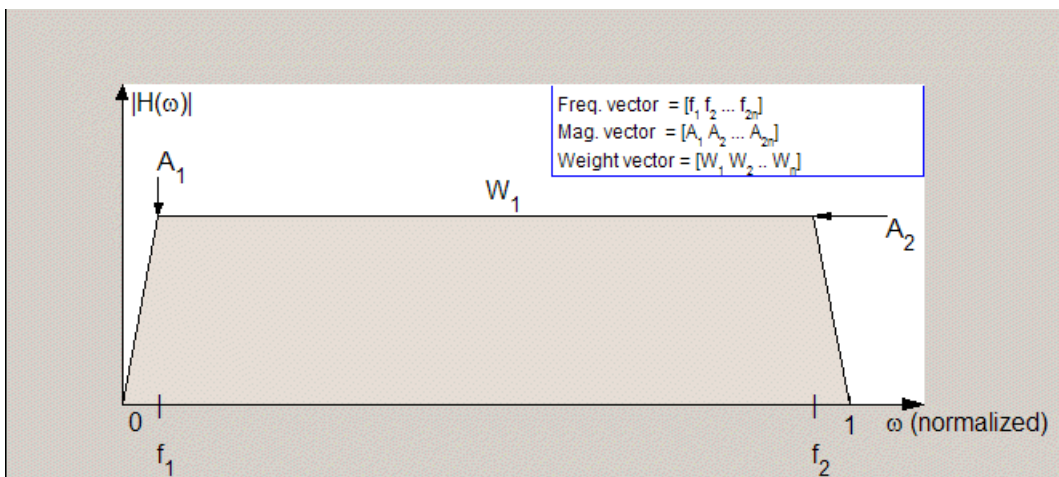 |H(ω)|
Freq. vector = [f₁ f₂ ... f₂ₙ]
Mag. vector = [A₁ A₂ ... A₂ₙ]
Weight vector = [W₁ W₂ .. Wₙ]
A₁
W₁
A₂
0
1
ω (normalized)
f₁
f₂